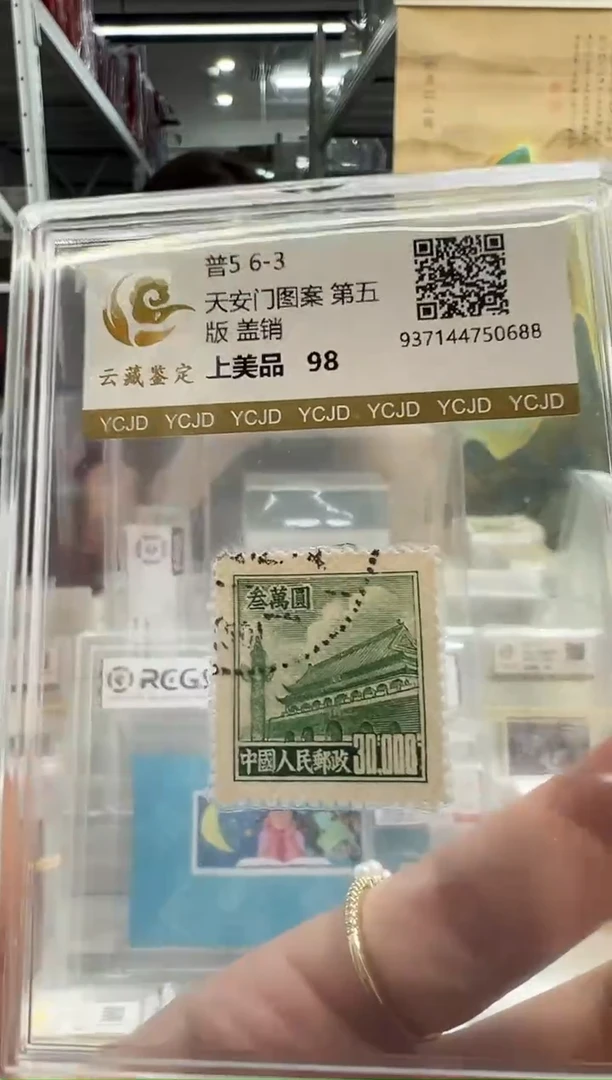 普5 6-3
天安门图案 第五
版 盖销
上美品 98
937144750688
云藏鉴定
YCJD YCJD YCJD YCJD YCJD YCJD YCJD
叁萬圓
中國人民郵政 30.000
RCGS